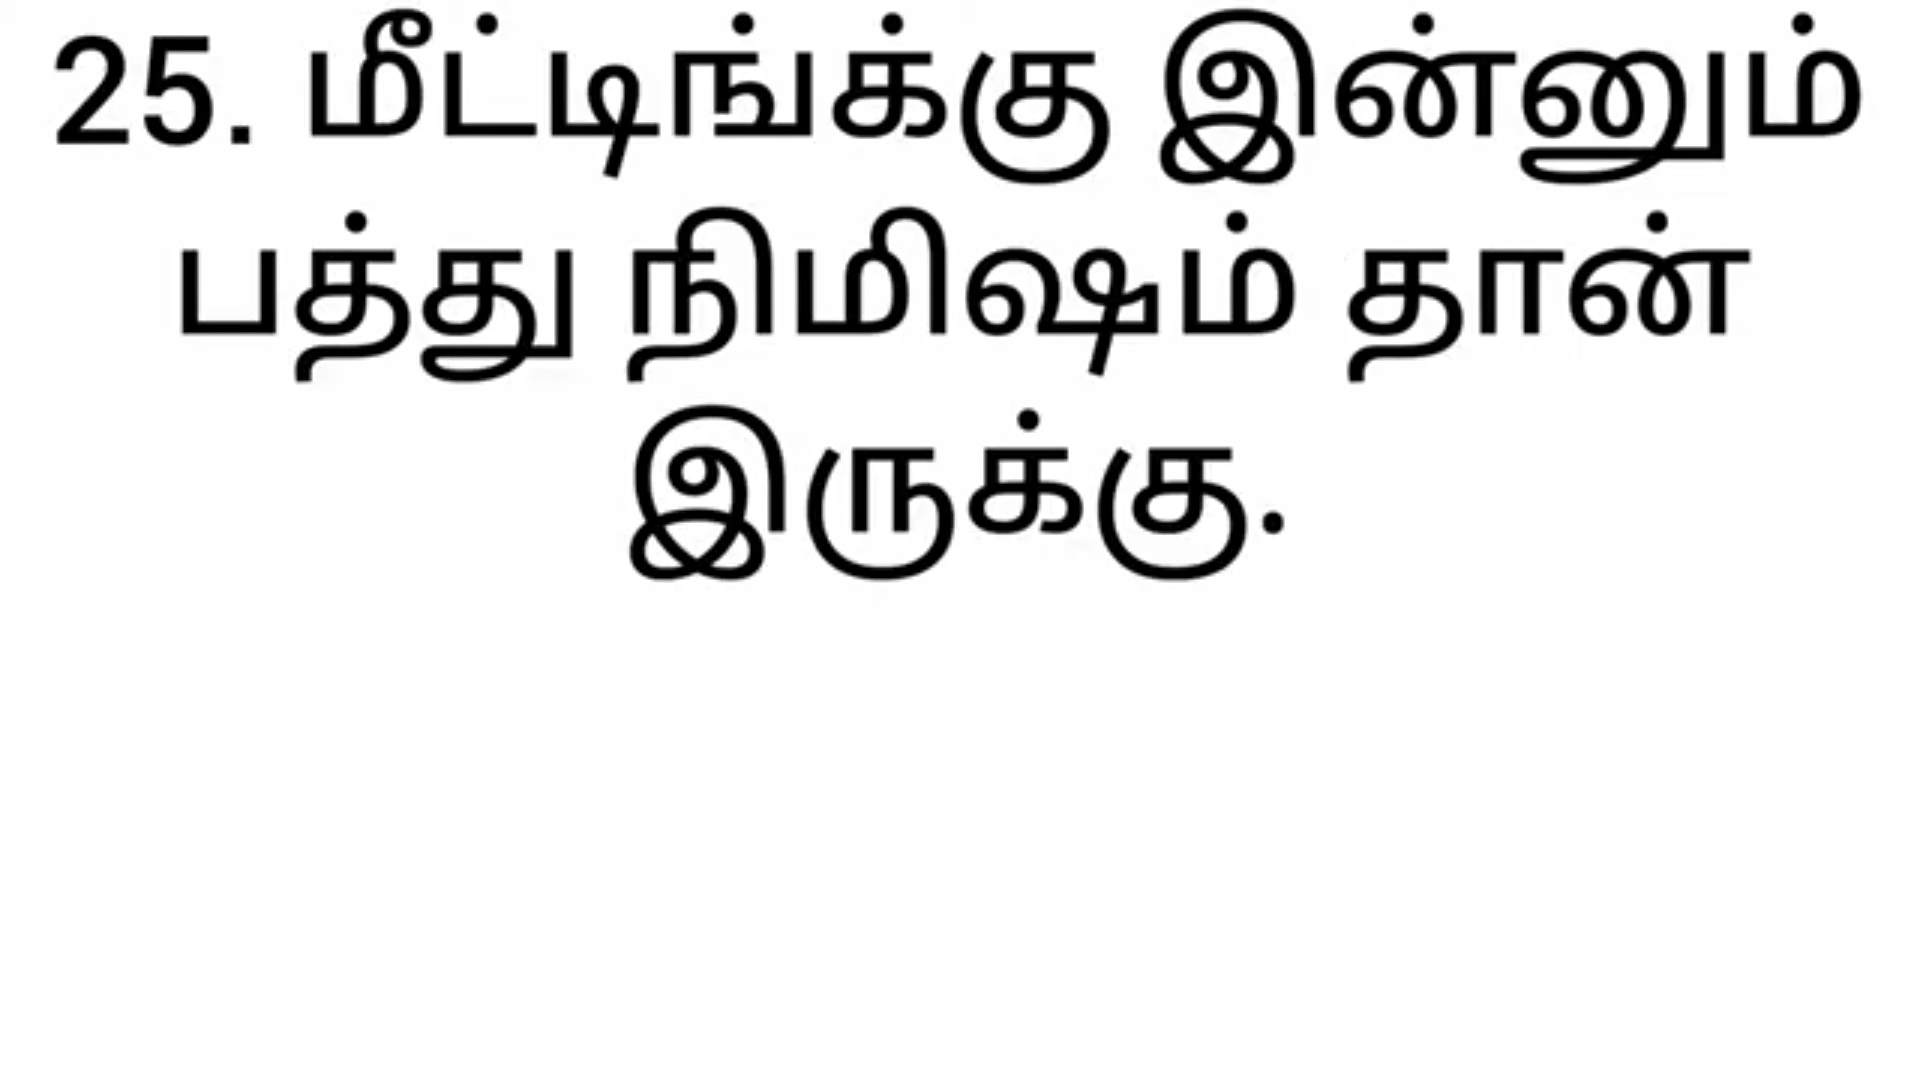 25. மீட்டிங்க்கு இன்னும்
பத்து நிமிஷம் தான்
இருக்கு.